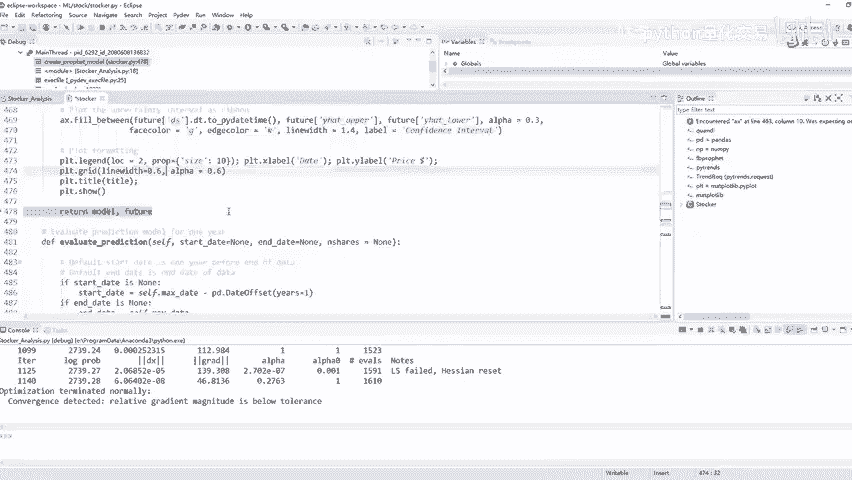 eclipse-workspace - ML/stock/stocker.py - Eclipse
File Edit Refactoring Source Navigate Search Project Pydev Run Window Help
Debug
MainThread - pid_6292_id_2080608136832
create_prophet_model [stocker.py:478]
<module> [Stocker_Analysis.py:18]
execfile [_pydev_execfile.py:25]
Variables Breakpoints
Name Value
Globals Global variables
Stocker_Analysis *stocker
468 # Plot the uncertainty interval as ribbon
469 ax.fill_between(future['ds'].dt.to_pydatetime(), future['yhat_upper'], future['yhat_lower'], alpha = 0.3,
470 facecolor = 'g', edgecolor = 'k', linewidth = 1.4, label = 'Confidence Interval')
471
472 # Plot formatting
473 plt.legend(loc = 2, prop={'size': 10}); plt.xlabel('Date'); plt.ylabel('Price $');
474 plt.grid(linewidth=0.6, alpha = 0.6)
475 plt.title(title);
476 plt.show()
477
478 return model, future
479
480 # Evaluate prediction model for one year
481 def evaluate_prediction(self, start_date=None, end_date=None, nshares = None):
482
483 # Default start date is one year before end of data
484 # Default end date is end date of data
485 if start_date is None:
486 start_date = self.max_date - pd.DateOffset(years=1)
487 if end_date is None:
Outline
type filter text
Encountered "ax" at line 463, column 10. Was expecting on
quandl
pd = pandas
np = numpy
fbprophet
pytrends
TrendReq (pytrends.request)
plt = matplotlib.pyplot
matplotlib
Stocker
Console Tasks
Stocker_Analysis.py [debug] [E:\ProgramData\Anaconda3\python.exe]
1099 2739.24 0.000252315 112.984 1 1 1523
Iter log prob ||dx|| ||grad|| alpha alpha0 # evals Notes
1125 2739.27 2.06052e-05 139.308 2.702e-07 0.001 1591 LS failed, Hessian reset
1140 2739.28 6.06402e-08 46.8136 0.2763 1 1610
Optimization terminated normally:
Convergence detected: relative gradient magnitude is below tolerance
>>>
Writable Insert 474 : 32